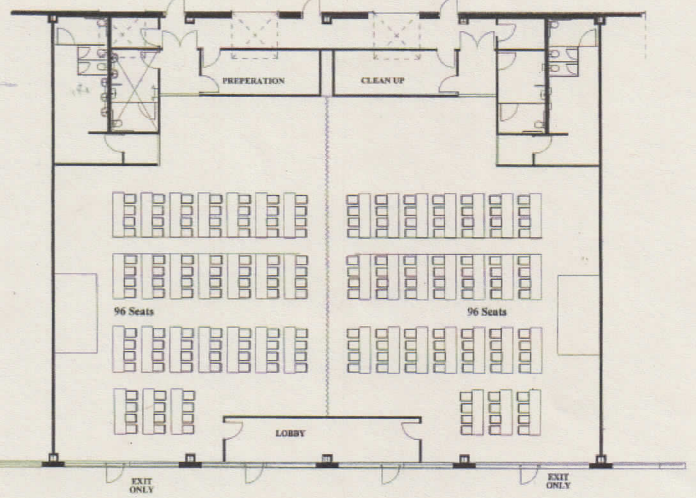 PREPERATION
CLEAN UP
96 Seats
96 Seats
LOBBY
EXIT
ONLY
EXIT
ONLY